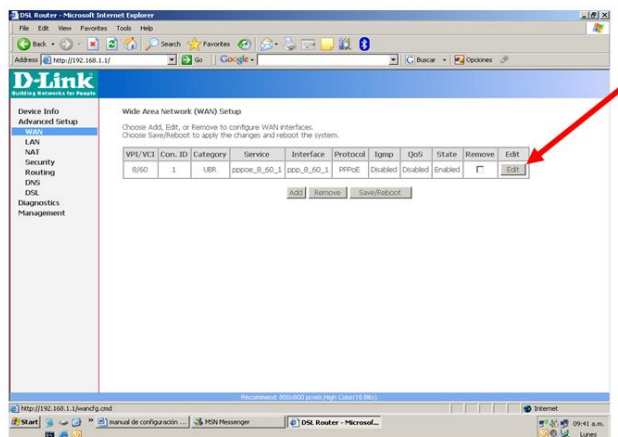 DSL Router - Microsoft Internet Explorer
File Edit View Favorites Tools Help
Back Search Favorites
Address http://192.168.1.1/ Go Google Buscar Opciones
D-Link
Building Networks for People
Device Info
Advanced Setup
WAN
LAN
NAT
Security
Routing
DNS
DSL
Diagnostics
Management
Wide Area Network (WAN) Setup
Choose Add, Edit, or Remove to configure WAN interfaces.
Choose Save/Reboot to apply the changes and reboot the system.
VPI/VCI Con. ID Category Service Interface Protocol Igmp QoS State Remove Edit
8/60 1 UBR pppoe_8_60_1 ppp_8_60_1 PPPoE Disabled Disabled Enabled Edit
Add Remove Save/Reboot
Recommend: 800x600 pixels,High Color(16 Bits)
http://192.168.1.1/wancfg.cmd Internet
Start manual de configuración ... MSN Messenger DSL Router - Microsof... 09:41 a.m.
Lunes